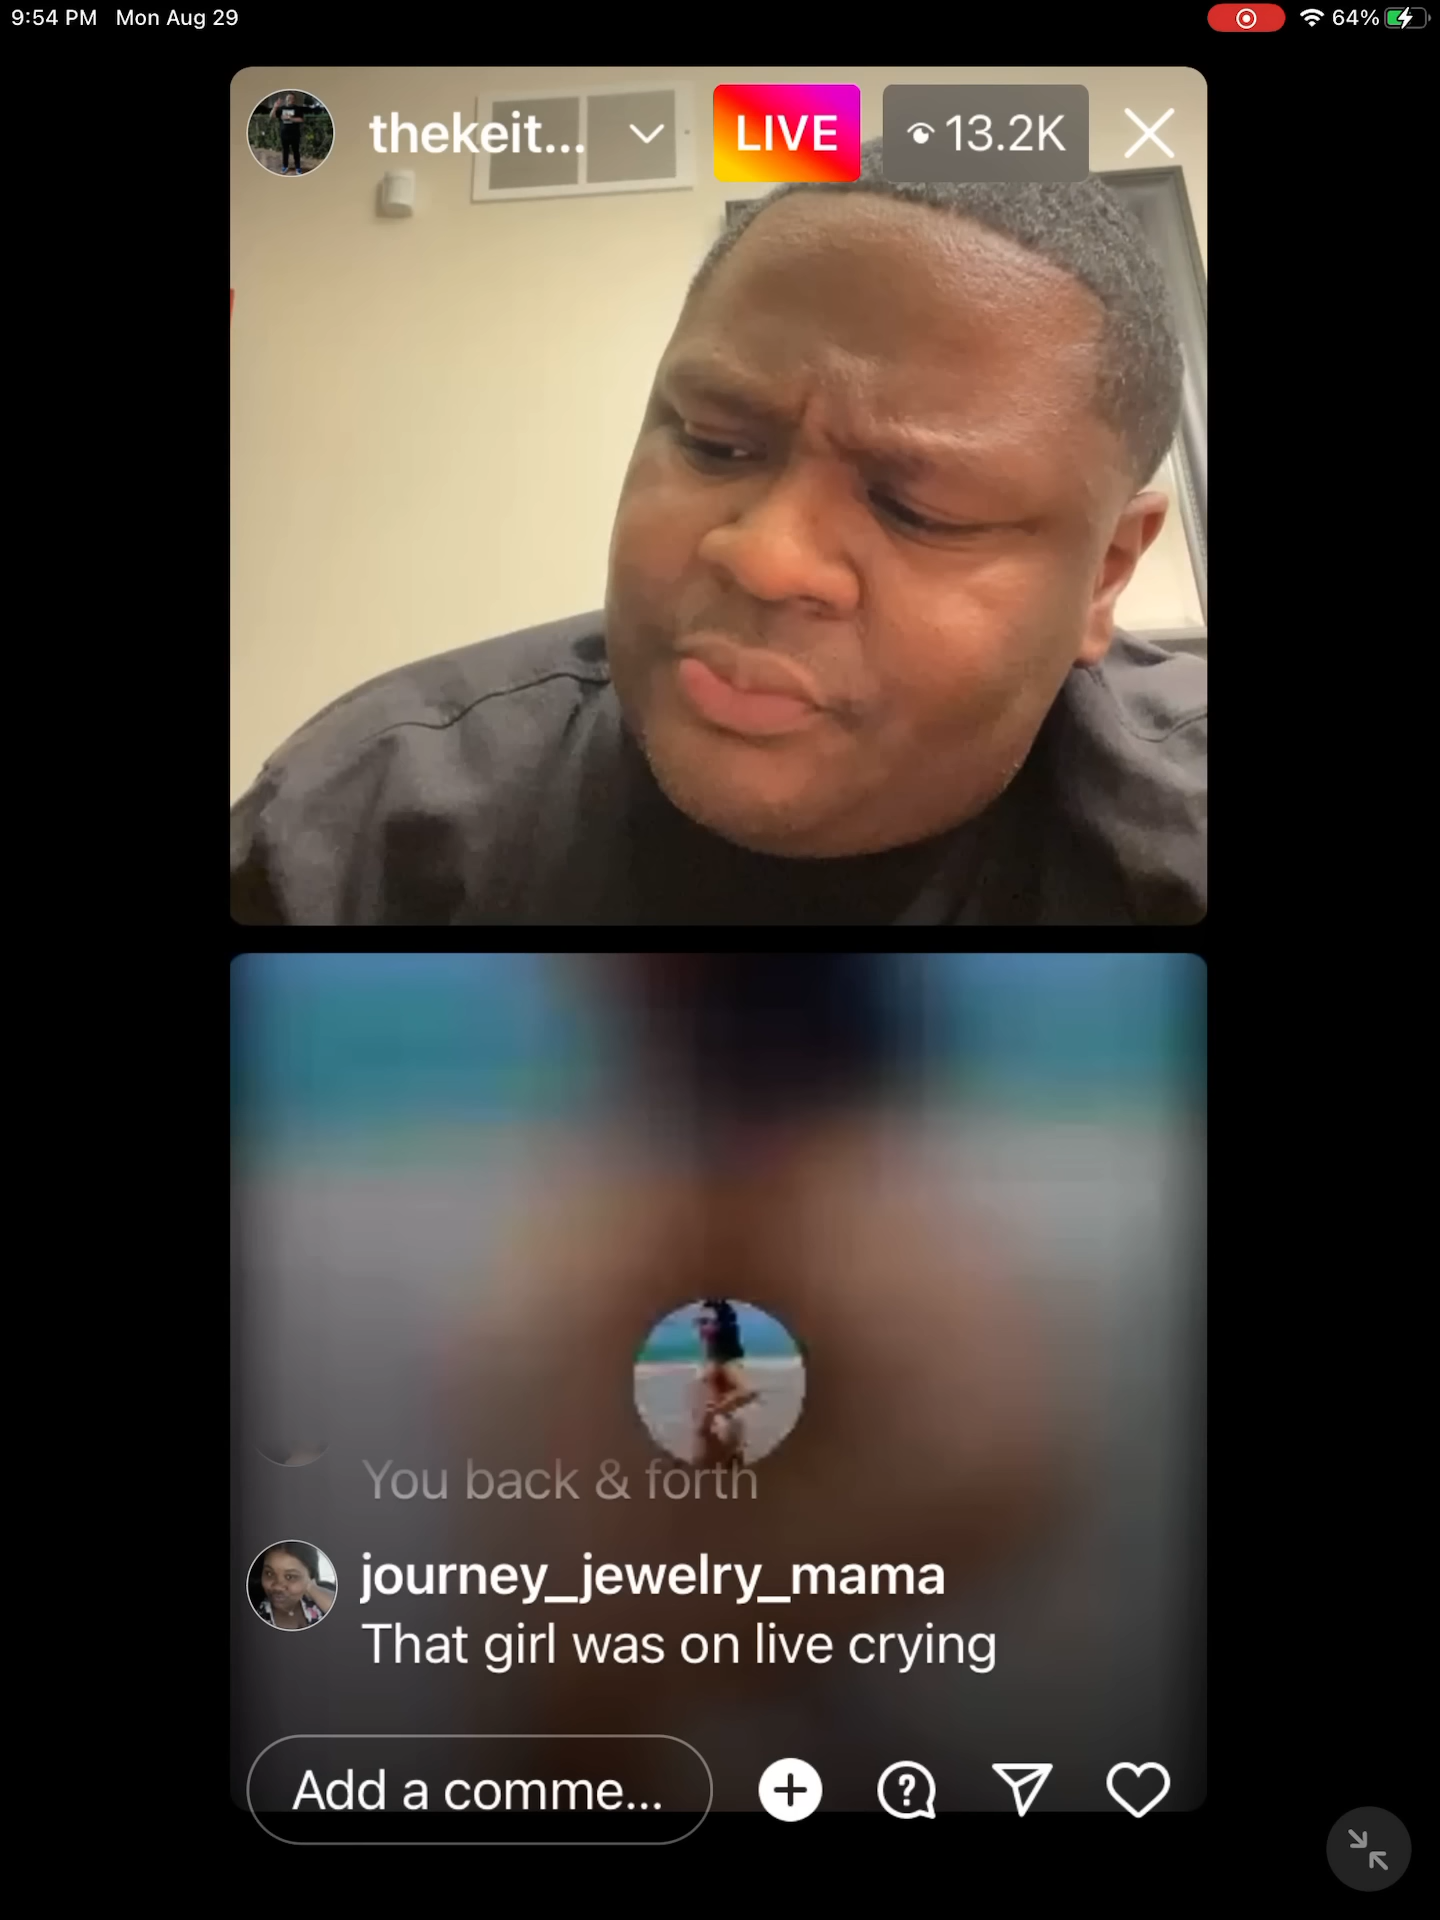 9:54 PM Mon Aug 29
64%
thekeit...
LIVE
13.2K
You back & forth
journey_jewelry_mama
That girl was on live crying
Add a comme...